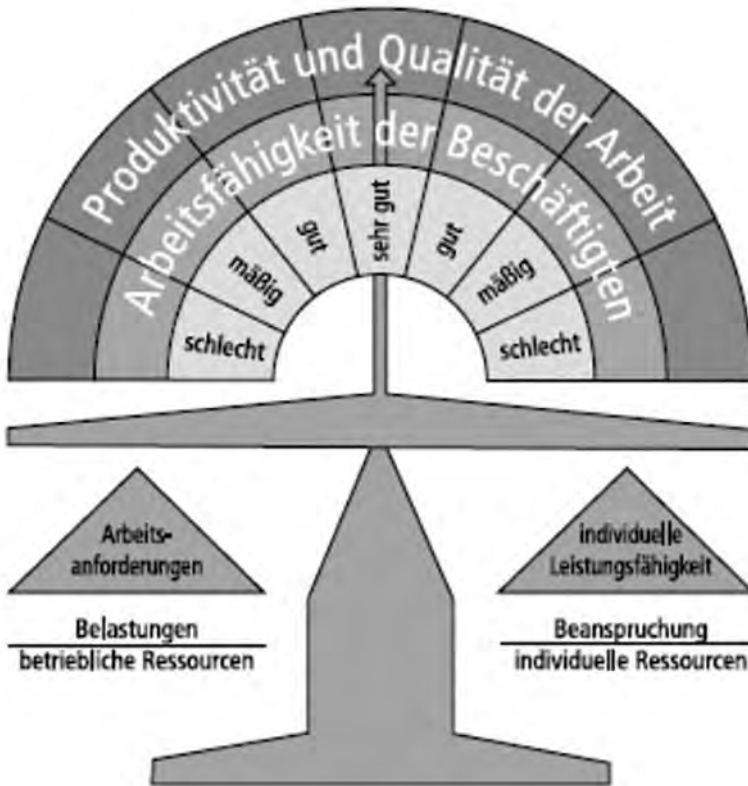 Produktivität und Qualität der Arbeit
Arbeitsfähigkeit der Beschäftigten
schlecht
mäßig
gut
sehr gut
gut
mäßig
schlecht
Arbeits-
anforderungen
individuelle
Leistungsfähigkeit
Belastungen
betriebliche Ressourcen
Beanspruchung
individuelle Ressourcen